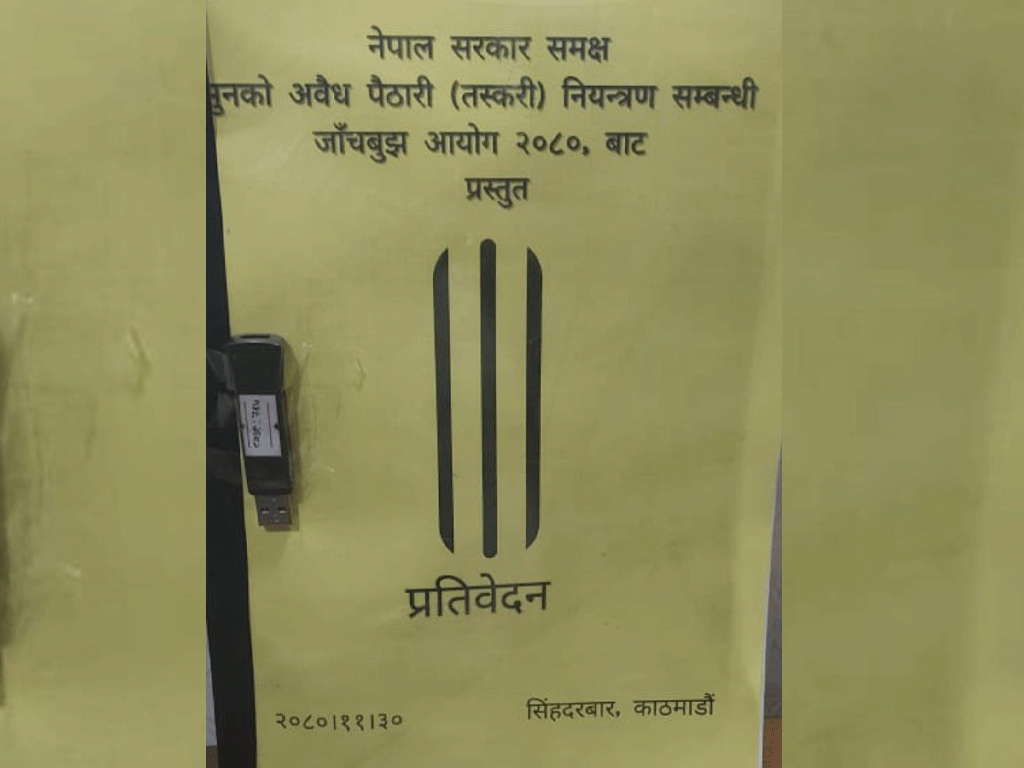 नेपाल सरकार समक्ष
सुनको अवैध पैठारी (तस्करी) नियन्त्रण सम्बन्धी
जाँचबुझ आयोग २०८०, बाट
प्रस्तुत
प्रतिवेदन
२०८०।११।३०
सिंहदरबार, काठमाडौं